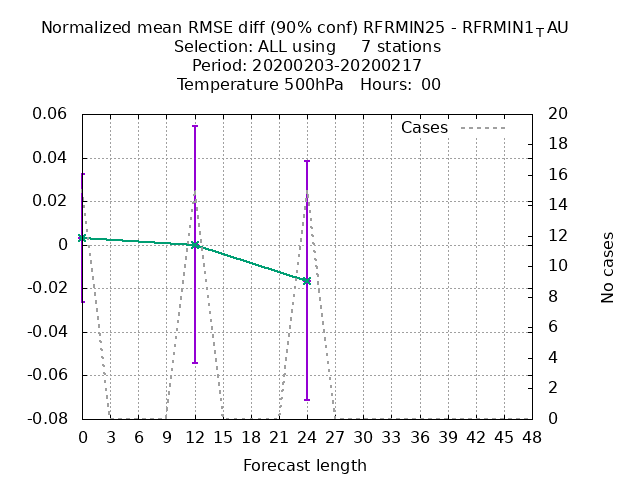 Normalized mean RMSE diff (90% conf) RFRMIN25 - RFRMIN1TAU
Selection: ALL using 7 stations
Period: 20200203-20200217
Temperature 500hPa Hours: 00
Cases
0.06
0.04
0.02
0
-0.02
-0.04
-0.06
-0.08
20
18
16
14
12
10
8
6
4
2
0
No cases
0 3 6 9 12 15 18 21 24 27 30 33 36 39 42 45 48
Forecast length